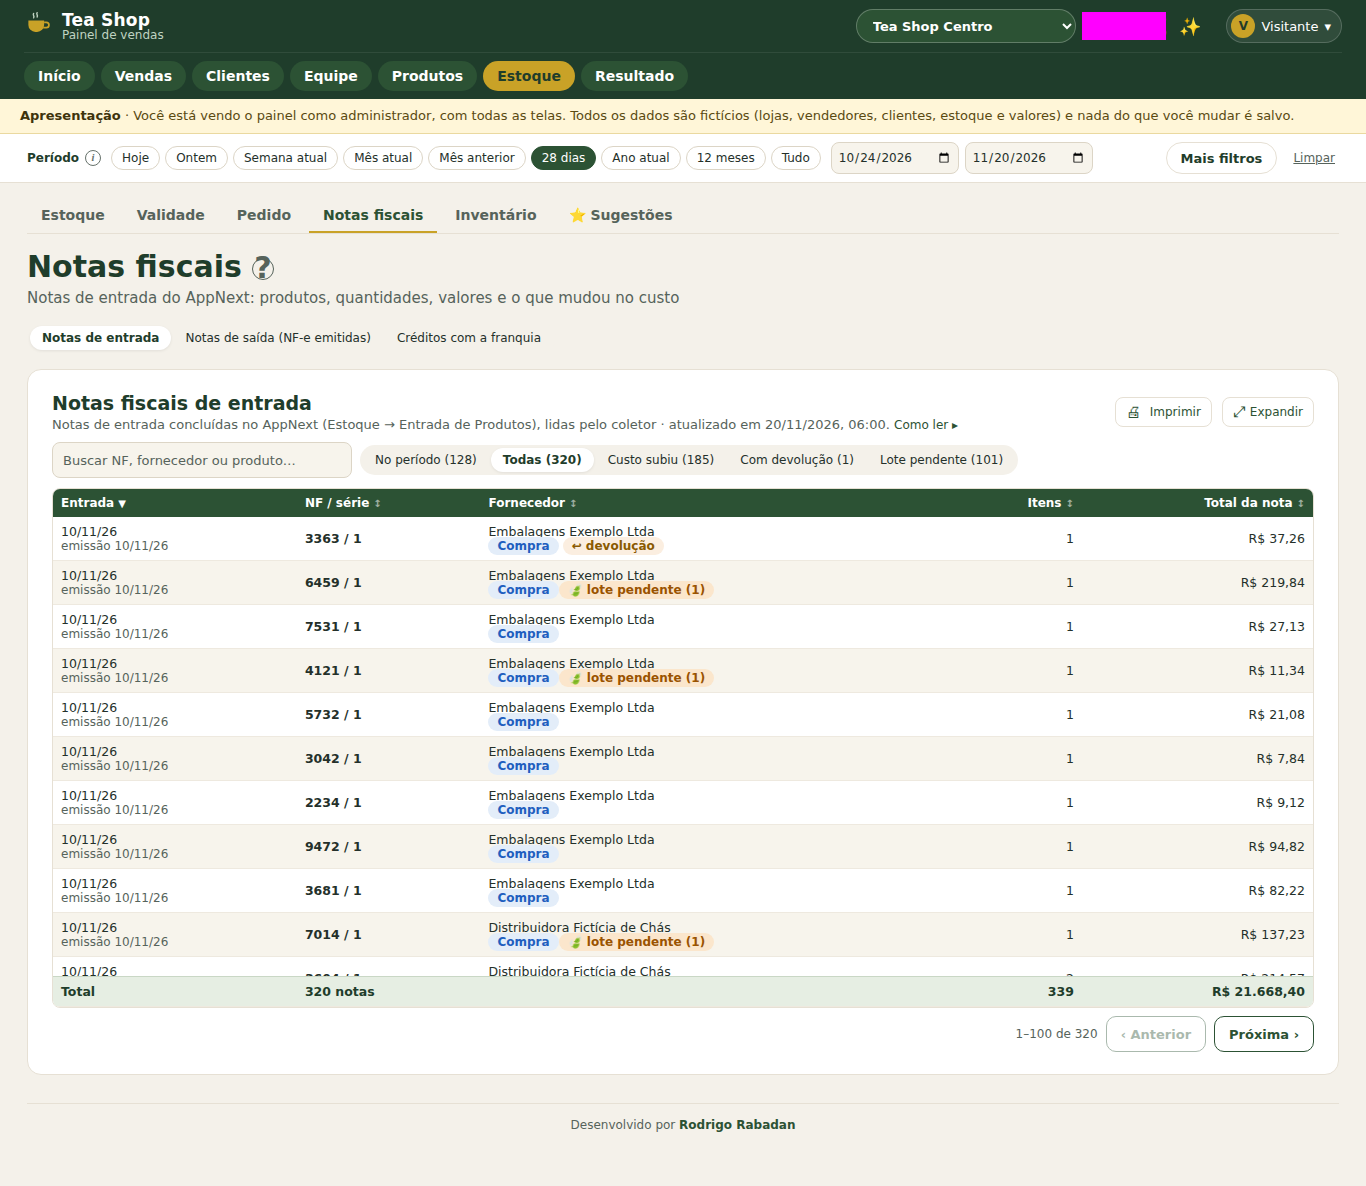 Tea Shop
Painel de vendas
Tea Shop Centro
V Visitante ▾
Início Vendas Clientes Equipe Produtos Estoque Resultado
Apresentação · Você está vendo o painel como administrador, com todas as telas. Todos os dados são fictícios (lojas, vendedores, clientes, estoque e valores) e nada do que você mudar é salvo.
Período i Hoje Ontem Semana atual Mês atual Mês anterior 28 dias Ano atual 12 meses Tudo 10/24/2026 11/20/2026 Mais filtros Limpar
Estoque Validade Pedido Notas fiscais Inventário ⭐ Sugestões
Notas fiscais ?
Notas de entrada do AppNext: produtos, quantidades, valores e o que mudou no custo
Notas de entrada Notas de saída (NF-e emitidas) Créditos com a franquia
Notas fiscais de entrada
Notas de entrada concluídas no AppNext (Estoque → Entrada de Produtos), lidas pelo coletor · atualizado em 20/11/2026, 06:00. Como ler ▸
Imprimir Expandir
Buscar NF, fornecedor ou produto... No período (128) Todas (320) Custo subiu (185) Com devolução (1) Lote pendente (101)
Entrada ▼ NF / série ↕ Fornecedor ↕ Itens ↕ Total da nota ↕
10/11/26 Embalagens Exemplo Ltda
emissão 10/11/26 3363 / 1 Compra ↩ devolução 1 R$ 37,26
10/11/26 Embalagens Exemplo Ltda
emissão 10/11/26 6459 / 1 Compra lote pendente (1) 1 R$ 219,84
10/11/26 Embalagens Exemplo Ltda
emissão 10/11/26 7531 / 1 Compra 1 R$ 27,13
10/11/26 Embalagens Exemplo Ltda
emissão 10/11/26 4121 / 1 Compra lote pendente (1) 1 R$ 11,34
10/11/26 Embalagens Exemplo Ltda
emissão 10/11/26 5732 / 1 Compra 1 R$ 21,08
10/11/26 Embalagens Exemplo Ltda
emissão 10/11/26 3042 / 1 Compra 1 R$ 7,84
10/11/26 Embalagens Exemplo Ltda
emissão 10/11/26 2234 / 1 Compra 1 R$ 9,12
10/11/26 Embalagens Exemplo Ltda
emissão 10/11/26 9472 / 1 Compra 1 R$ 94,82
10/11/26 Embalagens Exemplo Ltda
emissão 10/11/26 3681 / 1 Compra 1 R$ 82,22
10/11/26 Distribuidora Fictícia de Chás
emissão 10/11/26 7014 / 1 Compra lote pendente (1) 1 R$ 137,23
10/11/26 Distribuidora Fictícia de Chás
Total 320 notas 339 R$ 21.668,40
1–100 de 320 ‹ Anterior Próxima ›
Desenvolvido por Rodrigo Rabadan